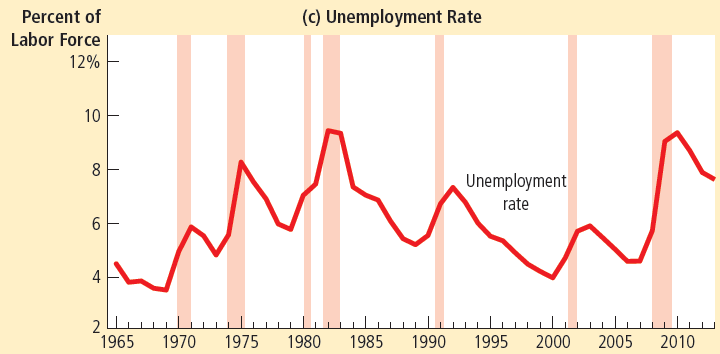 Percent of
Labor Force
(c) Unemployment Rate
12%
10
8
6
4
2
Unemployment
rate
1965 1970 1975 1980 1985 1990 1995 2000 2005 2010